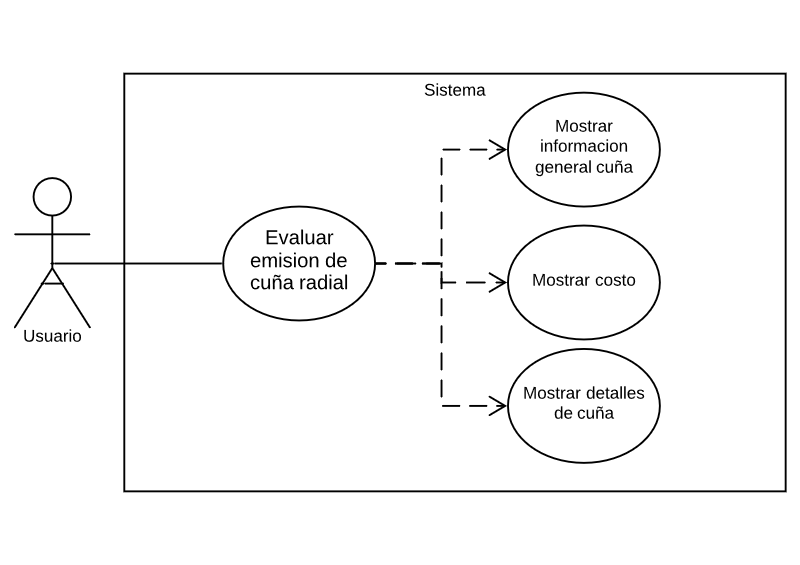 Sistema
Mostrar
informacion
general cuña
Evaluar
emision de
cuña radial
Mostrar costo
Usuario
Mostrar detalles
de cuña